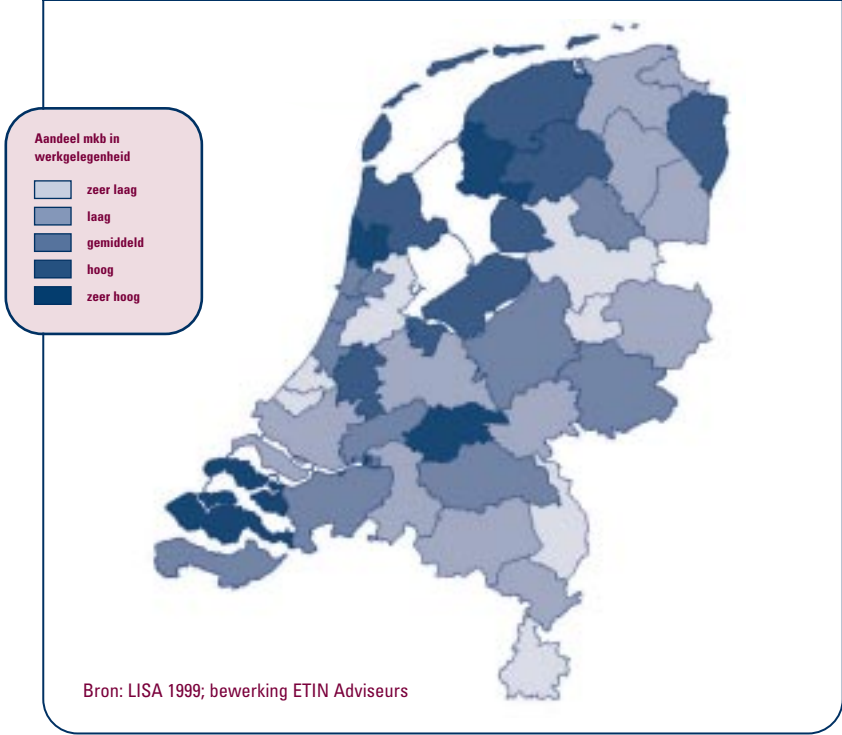 Aandeel mkb in
werkgelegenheid
zeer laag
laag
gemiddeld
hoog
zeer hoog
Bron: LISA 1999; bewerking ETIN Adviseurs